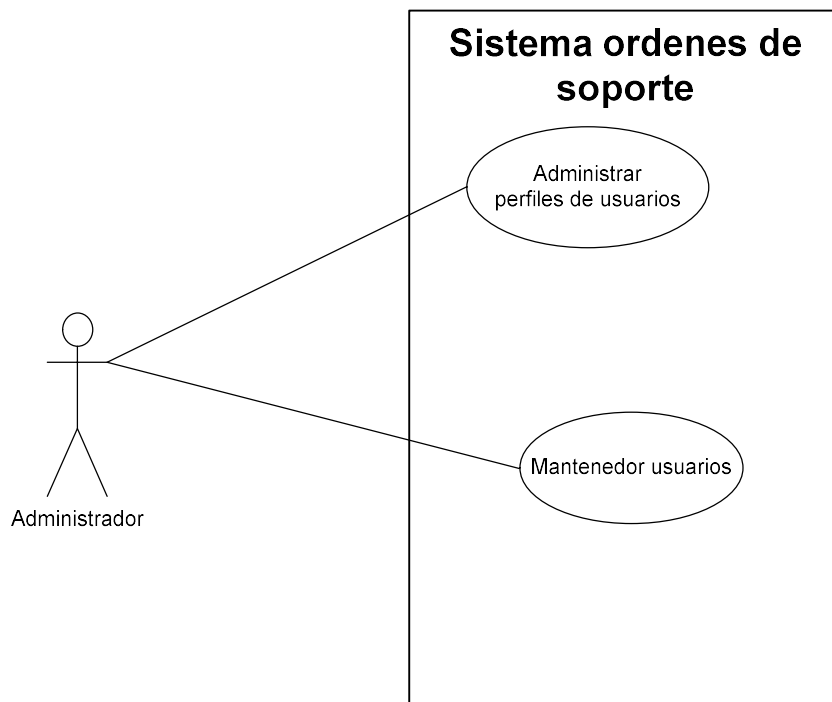 Sistema ordenes de
soporte
Administrar
perfiles de usuarios
Mantenedor usuarios
Administrador